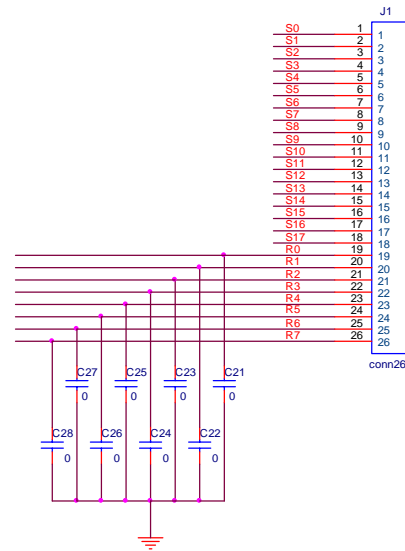 J1
S0 1 1
S1 2 2
S2 3 3
S3 4 4
S4 5 5
S5 6 6
S6 7 7
S7 8 8
S8 9 9
S9 10 10
S10 11 11
S11 12 12
S12 13 13
S13 14 14
S14 15 15
S15 16 16
S16 17 17
S17 18 18
R0 19 19
R1 20 20
R2 21 21
R3 22 22
R4 23 23
R5 24 24
R6 25 25
R7 26 26
conn26
C27 C25 C23 C21
0 0 0 0
C28 C26 C24 C22
0 0 0 0